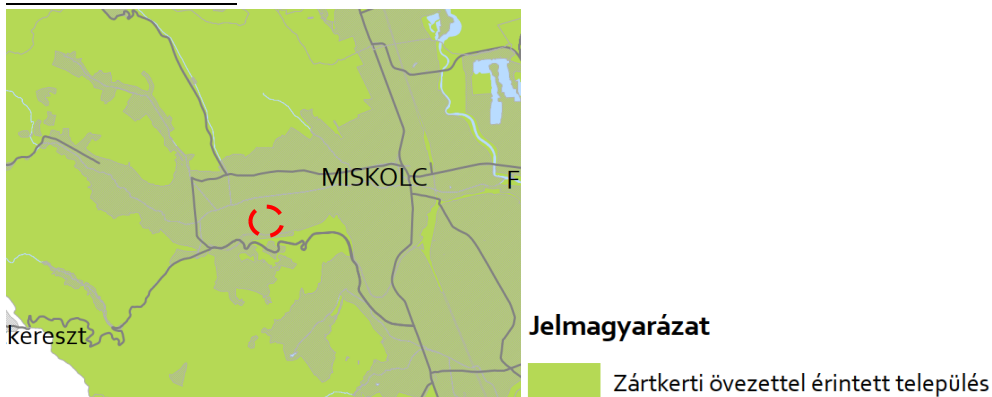 MISKOLC
F
kereszt
Jelmagyarázat
Zártkerti övezettel érintett település